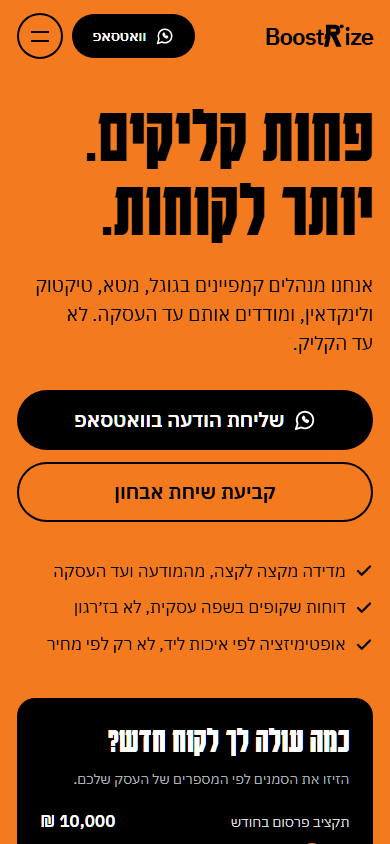 BoostRize
וואטסאפ
פחות קליקים.
יותר לקוחות.
אנחנו מנהלים קמפיינים בגוגל, מטא, טיקטוק
ולינקדאין, ומודדים אותם עד העסקה. לא
עד הקליק.
שליחת הודעה בוואטסאפ
קביעת שיחת אבחון
מדידה מקצה לקצה, מהמודעה ועד העסקה
דוחות שקופים בשפה עסקית, לא בז׳רגון
אופטימיזציה לפי איכות ליד, לא רק לפי מחיר
כמה עולה לך לקוח חדש?
הזיזו את הסמנים לפי המספרים של העסק שלכם.
תקציב פרסום בחודש
10,000 ₪